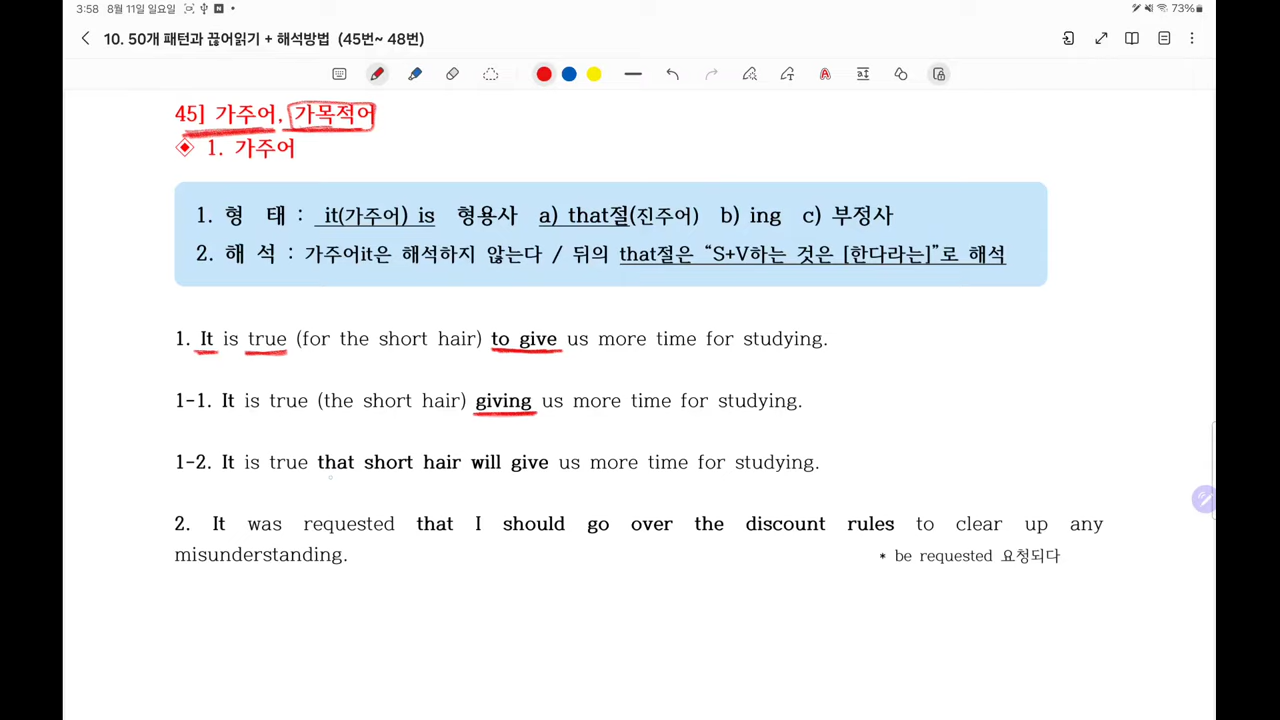 3:58 8월 11일 일요일
73%
10. 50개 패턴과 끊어읽기 + 해석방법 (45번~ 48번)
45] 가주어, 가목적어
1. 가주어
1. 형 태 : it(가주어) is 형용사 a) that절(진주어) b) ing c) 부정사
2. 해 석 : 가주어it은 해석하지 않는다 / 뒤의 that절은 “S+V하는 것은 [한다라는]”로 해석
1. It is true (for the short hair) to give us more time for studying.
1-1. It is true (the short hair) giving us more time for studying.
1-2. It is true that short hair will give us more time for studying.
2. It was requested that I should go over the discount rules to clear up any
misunderstanding.
* be requested 요청되다